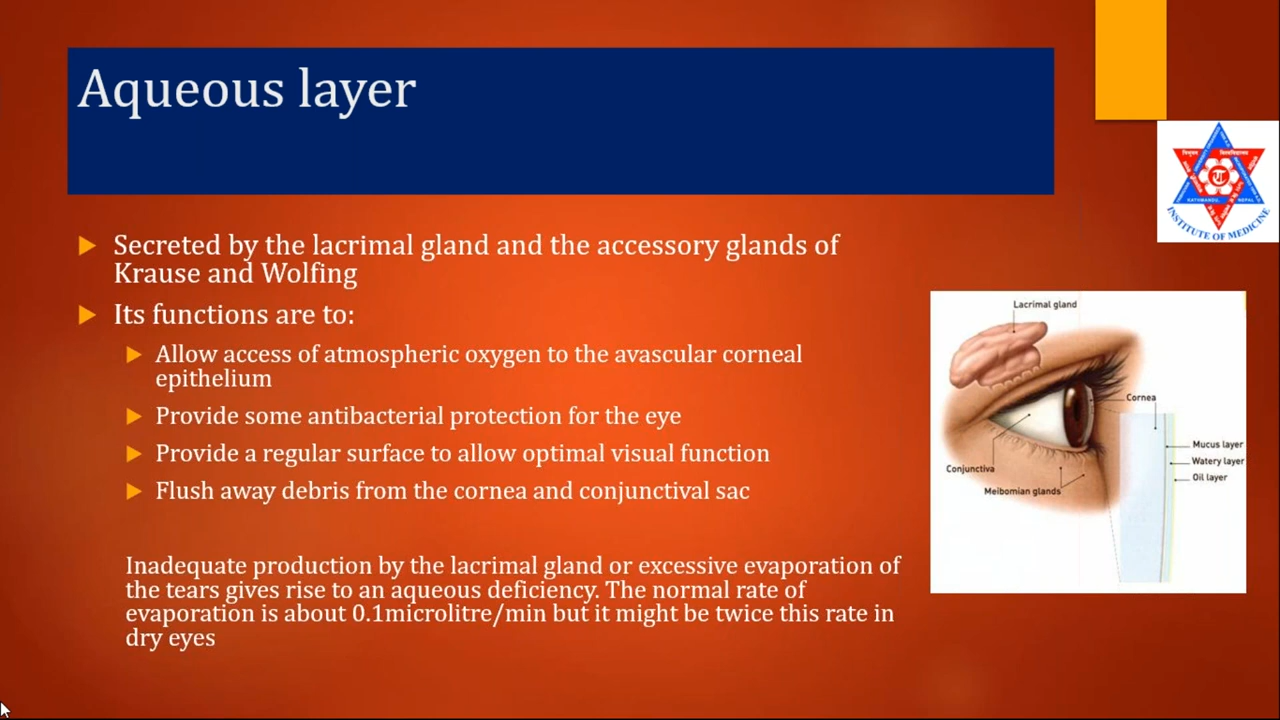 Aqueous layer
Secreted by the lacrimal gland and the accessory glands of
Krause and Wolfing
Its functions are to:
Allow access of atmospheric oxygen to the avascular corneal
epithelium
Provide some antibacterial protection for the eye
Provide a regular surface to allow optimal visual function
Flush away debris from the cornea and conjunctival sac
Inadequate production by the lacrimal gland or excessive evaporation of
the tears gives rise to an aqueous deficiency. The normal rate of
evaporation is about 0.1microlitre/min but it might be twice this rate in
dry eyes
KATHMANDU, NEPAL
INSTITUTE OF MEDICINE
Lacrimal gland
Cornea
Mucus layer
Watery layer
Oil layer
Conjunctiva
Meibomian glands